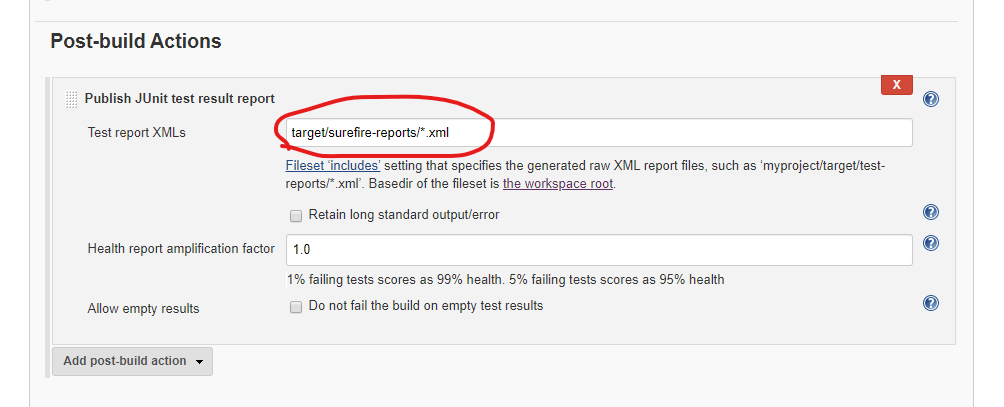 Post-build Actions
X
Publish JUnit test result report
?
Test report XMLs
target/surefire-reports/*.xml
Fileset ‘includes’ setting that specifies the generated raw XML report files, such as ‘myproject/target/test-
reports/*.xml’. Basedir of the fileset is the workspace root.
Retain long standard output/error
?
Health report amplification factor
1.0
?
1% failing tests scores as 99% health. 5% failing tests scores as 95% health
Allow empty results
Do not fail the build on empty test results
?
Add post-build action